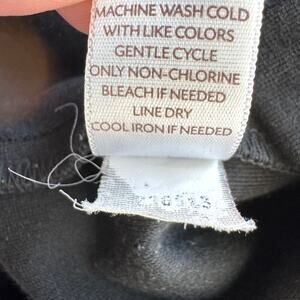 MACHINE WASH COLD
WITH LIKE COLORS
GENTLE CYCLE
ONLY NON-CHLORINE
BLEACH IF NEEDED
LINE DRY
COOL IRON IF NEEDED